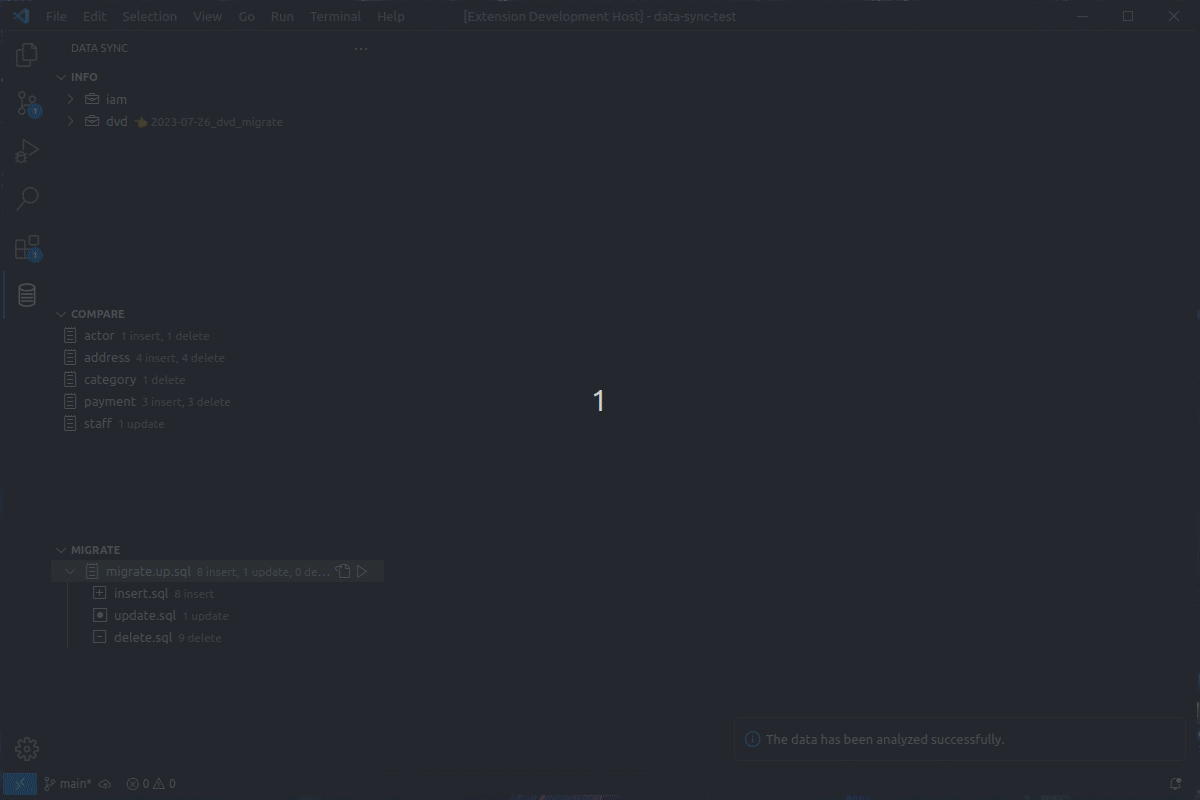 File Edit Selection View Go Run Terminal Help [Extension Development Host] - data-sync-test
DATA SYNC ...
INFO
iam
dvd 👈 2023-07-26_dvd_migrate
1
1
COMPARE
actor 1 insert, 1 delete
address 4 insert, 4 delete
category 1 delete
payment 3 insert, 3 delete
staff 1 update
1
MIGRATE
migrate.up.sql 8 insert, 1 update, 0 de...
insert.sql 8 insert
update.sql 1 update
delete.sql 9 delete
The data has been analyzed successfully.
main* 0 0